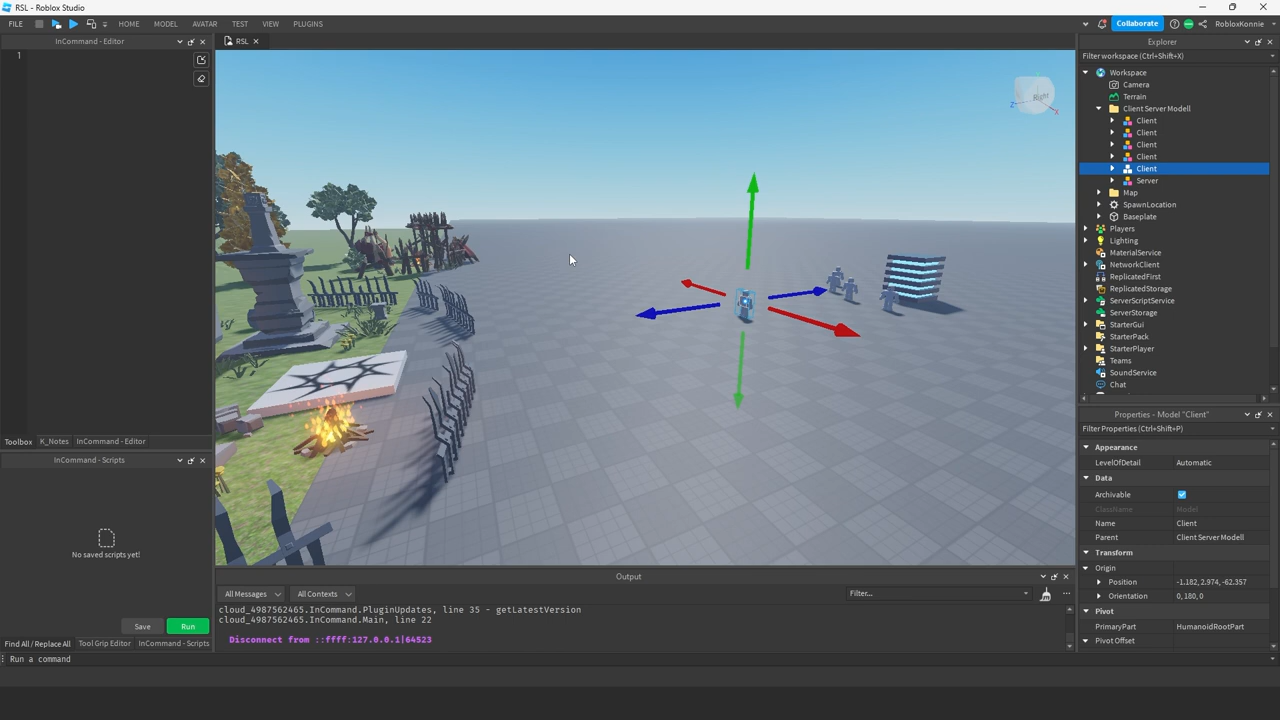 RSL - Roblox Studio
FILE HOME MODEL AVATAR TEST VIEW PLUGINS Collaborate RobloxKonnie
InCommand - Editor
RSL
Explorer
Filter workspace (Ctrl+Shift+X)
1
Workspace
Camera
Terrain
Client Server Modell
Client
Client
Client
Client
Client
Server
Map
SpawnLocation
Baseplate
Players
Lighting
MaterialService
NetworkClient
ReplicatedFirst
ReplicatedStorage
ServerScriptService
ServerStorage
StarterGui
StarterPack
StarterPlayer
Teams
SoundService
Chat
Right
Z
X
Properties - Model "Client"
Filter Properties (Ctrl+Shift+P)
Appearance
LevelOfDetail Automatic
Data
Archivable
ClassName Model
Name Client
Parent Client Server Modell
Transform
Origin
Position -1.182, 2.974, -62.357
Orientation 0, 180, 0
Pivot
PrimaryPart HumanoidRootPart
Pivot Offset
Toolbox K_Notes InCommand - Editor
InCommand - Scripts
No saved scripts yet!
Save Run
Find All / Replace All Tool Grip Editor InCommand - Scripts
Output
All Messages All Contexts Filter...
cloud_4987562465.InCommand.PluginUpdates, line 35 - getLatestVersion
cloud_4987562465.InCommand.Main, line 22
Disconnect from ::ffff:127.0.0.1|64523
Run a command